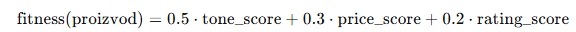 fitness(proizvod) = 0.5 · tone_score + 0.3 · price_score + 0.2 · rating_score